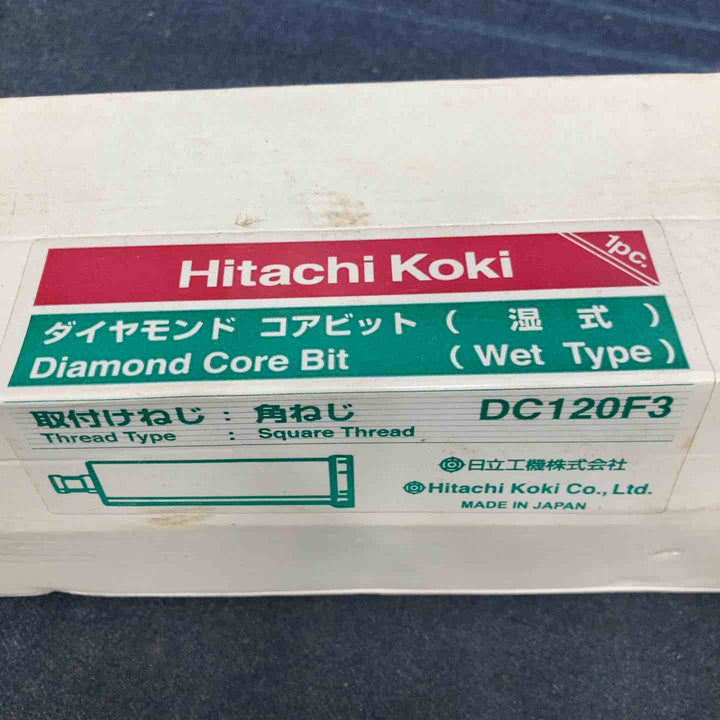 Hitachi Koki
1pc.
ダイヤモンド コアビット ( 湿 式 )
Diamond Core Bit ( Wet Type )
取付けねじ : 角ねじ DC120F3
Thread Type : Square Thread
日立工機株式会社
Hitachi Koki Co., Ltd.
MADE IN JAPAN